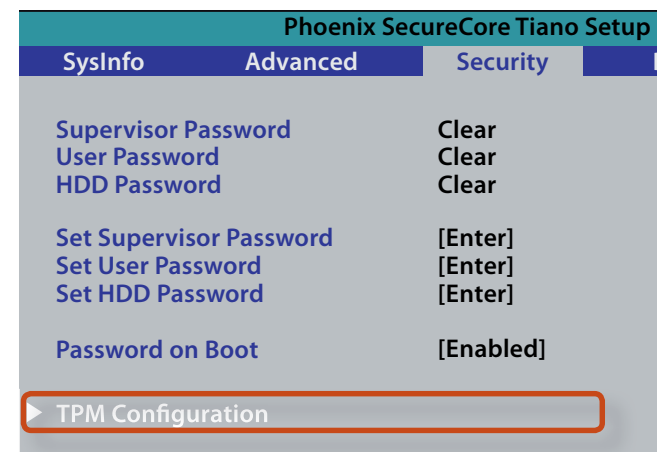 Phoenix SecureCore Tiano Setup
SysInfo Advanced Security
Supervisor Password Clear
User Password Clear
HDD Password Clear
Set Supervisor Password [Enter]
Set User Password [Enter]
Set HDD Password [Enter]
Password on Boot [Enabled]
TPM Configuration